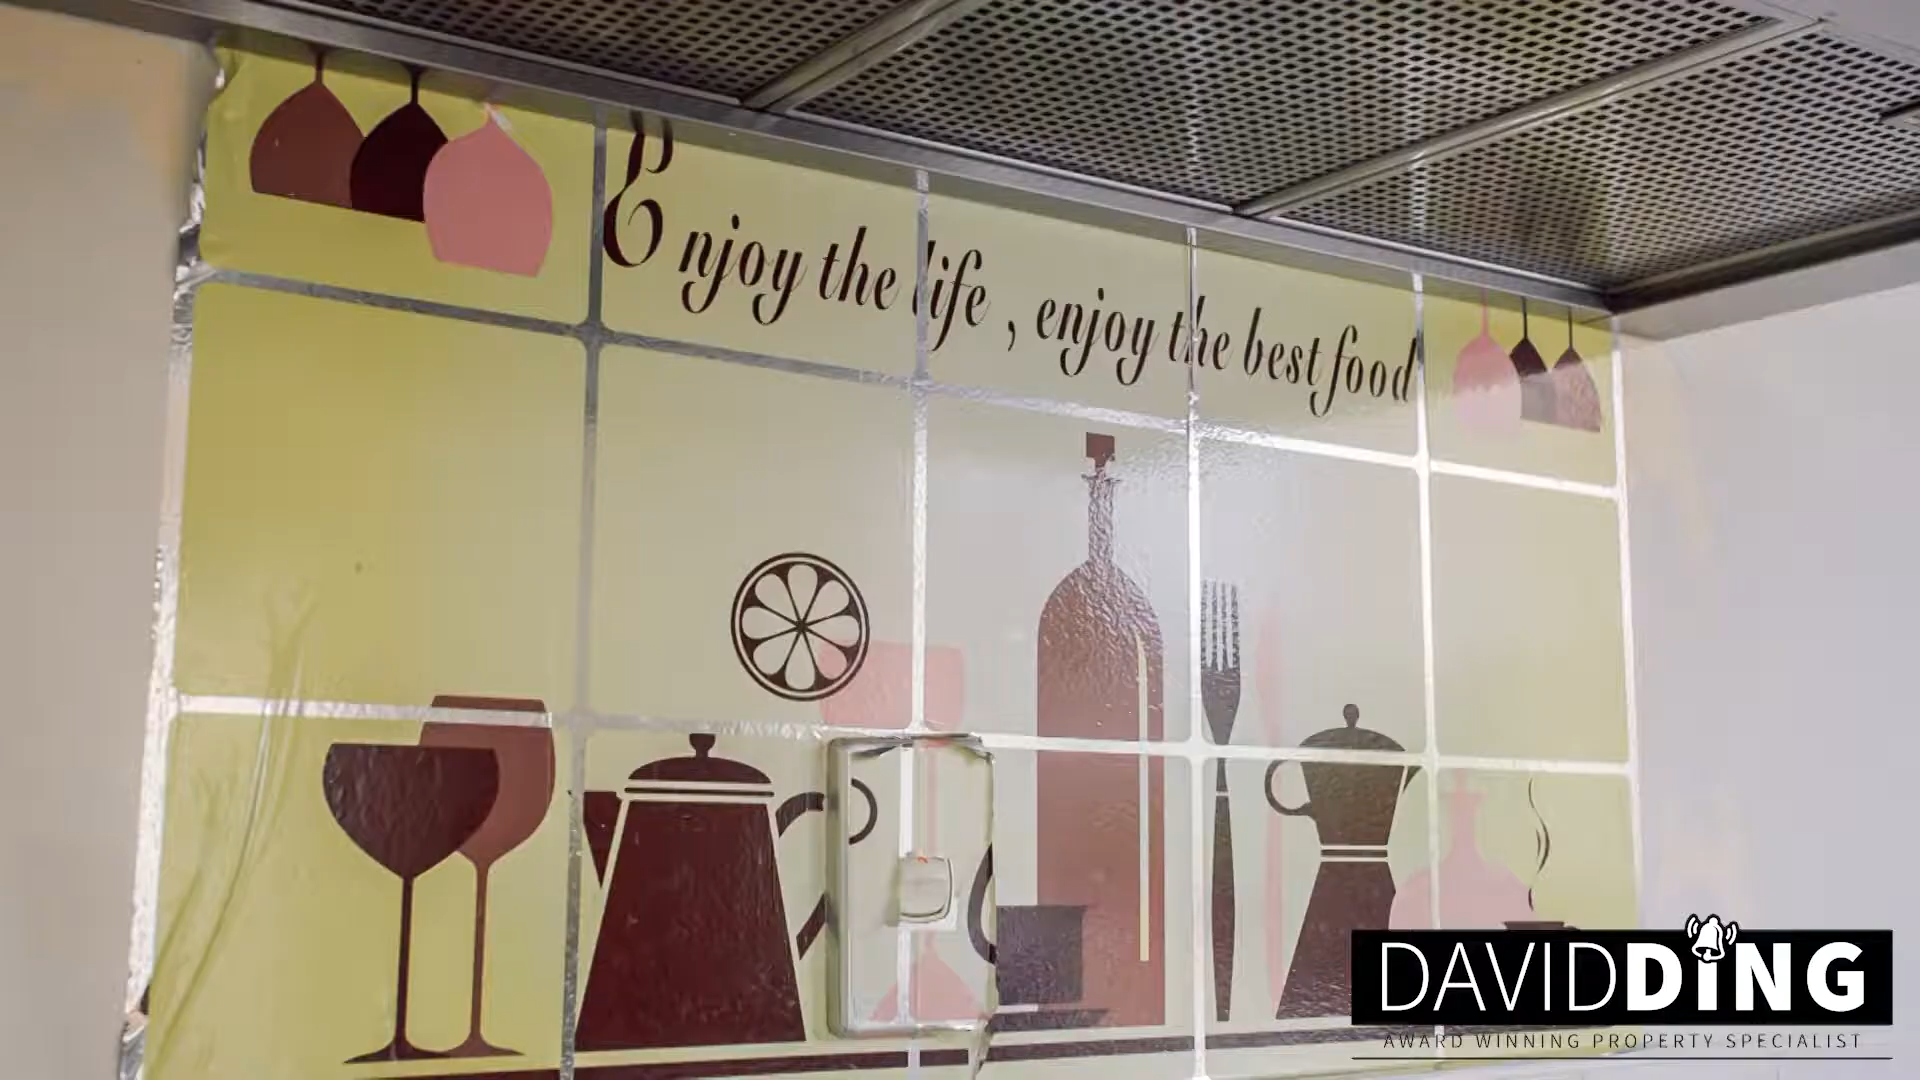 Enjoy the life , enjoy the best food
DAVIDDING
AWARD WINNING PROPERTY SPECIALIST